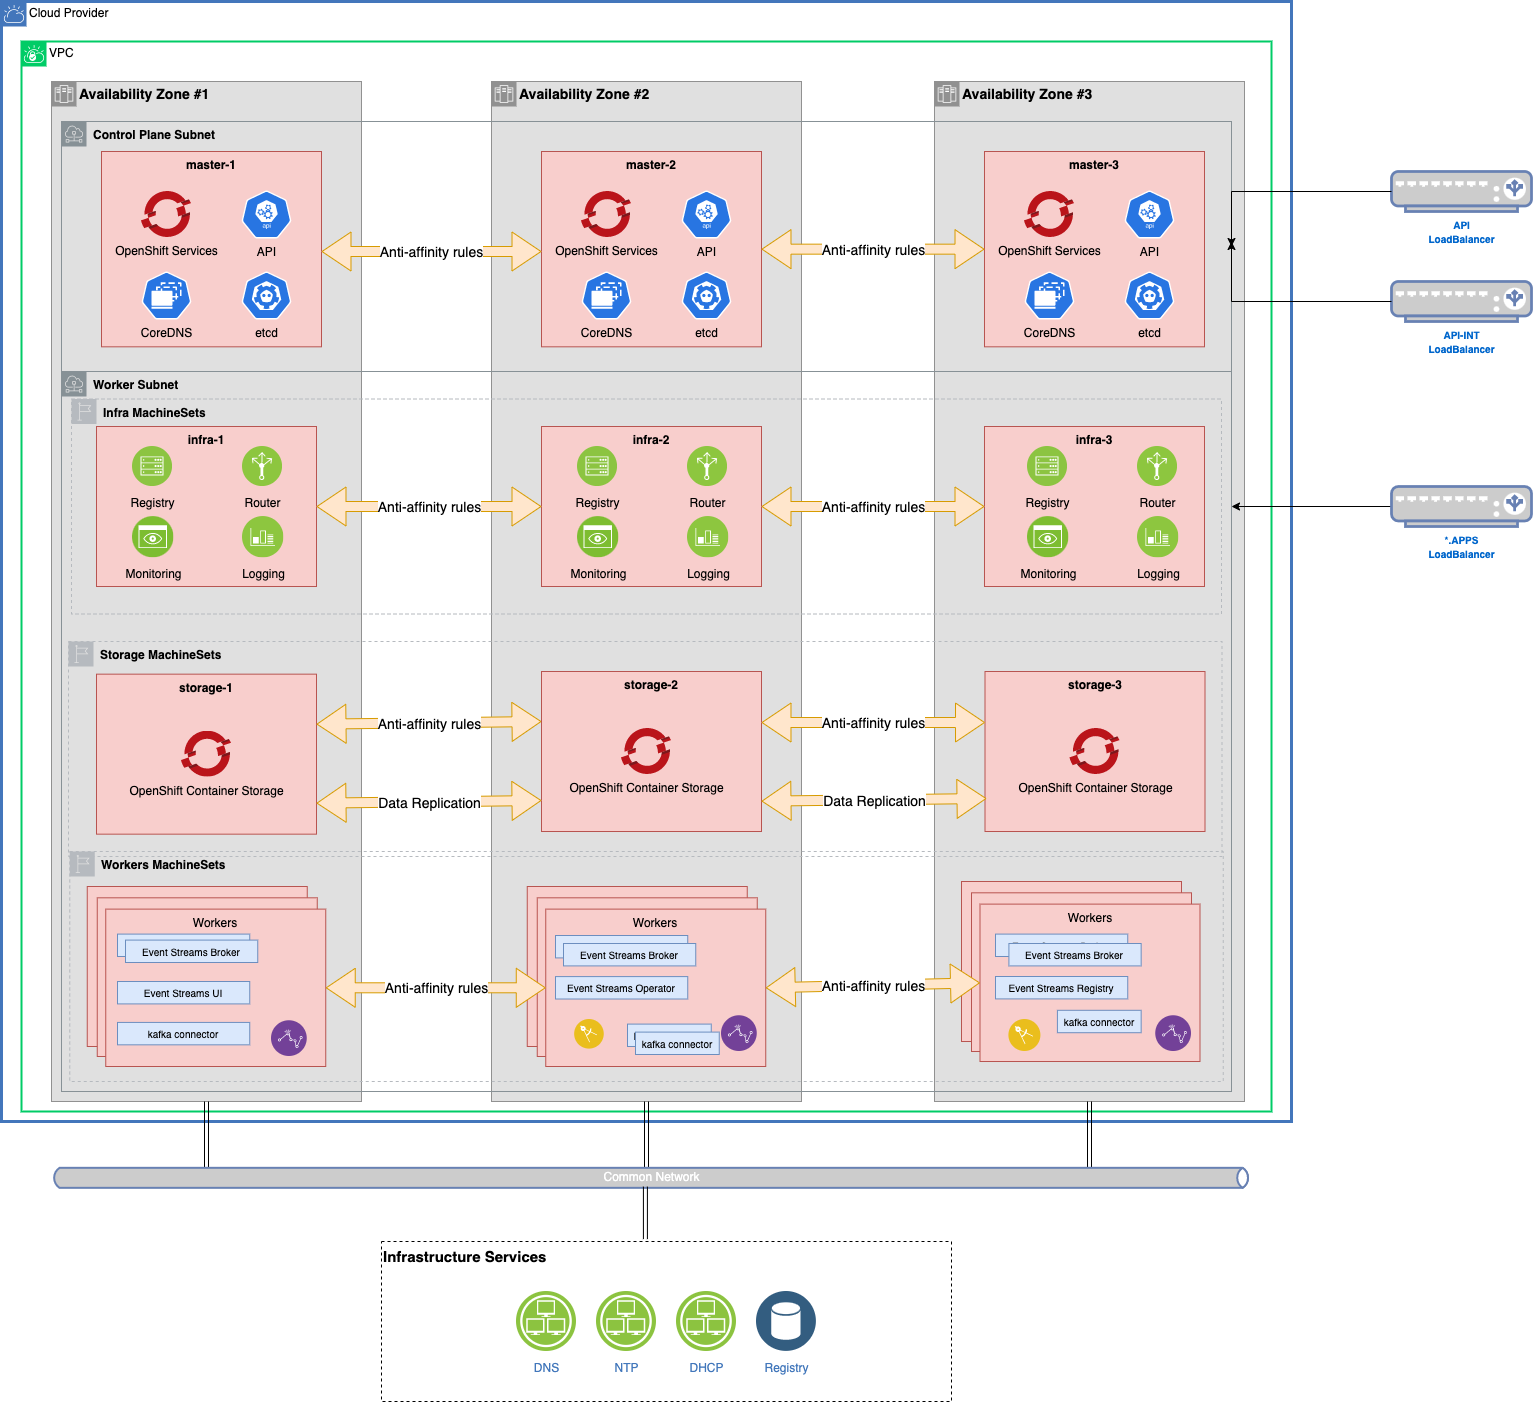 Cloud Provider
VPC
Availability Zone #1
Availability Zone #2
Availability Zone #3
Control Plane Subnet
master-1
OpenShift Services
API
CoreDNS
etcd
Anti-affinity rules
master-2
OpenShift Services
api
API
CoreDNS
etcd
Anti-affinity rules
master-3
OpenShift Services
api
API
CoreDNS
etcd
api
API
LoadBalancer
API-INT
LoadBalancer
Worker Subnet
Infra MachineSets
infra-1
Registry
Router
Monitoring
Logging
Anti-affinity rules
infra-2
Registry
Router
Monitoring
Logging
Anti-affinity rules
infra-3
Registry
Router
Monitoring
Logging
*.APPS
LoadBalancer
Storage MachineSets
storage-1
OpenShift Container Storage
Anti-affinity rules
Data Replication
storage-2
OpenShift Container Storage
Anti-affinity rules
Data Replication
storage-3
OpenShift Container Storage
Workers MachineSets
Workers
Event Streams Broker
Event Streams UI
kafka connector
Anti-affinity rules
Workers
Event Streams Broker
Event Streams Operator
kafka connector
Anti-affinity rules
Workers
Event Streams Broker
Event Streams Registry
kafka connector
Common Network
Infrastructure Services
DNS
NTP
DHCP
Registry